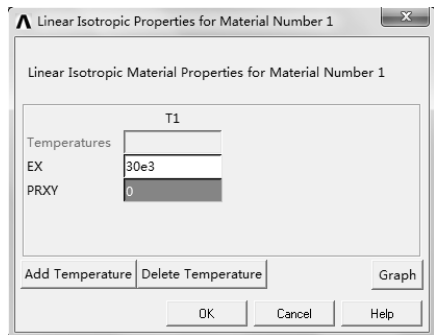 Linear Isotropic Properties for Material Number 1
Linear Isotropic Material Properties for Material Number 1
T1
Temperatures
EX 30e3
PRXY 0
Add Temperature Delete Temperature Graph
OK Cancel Help